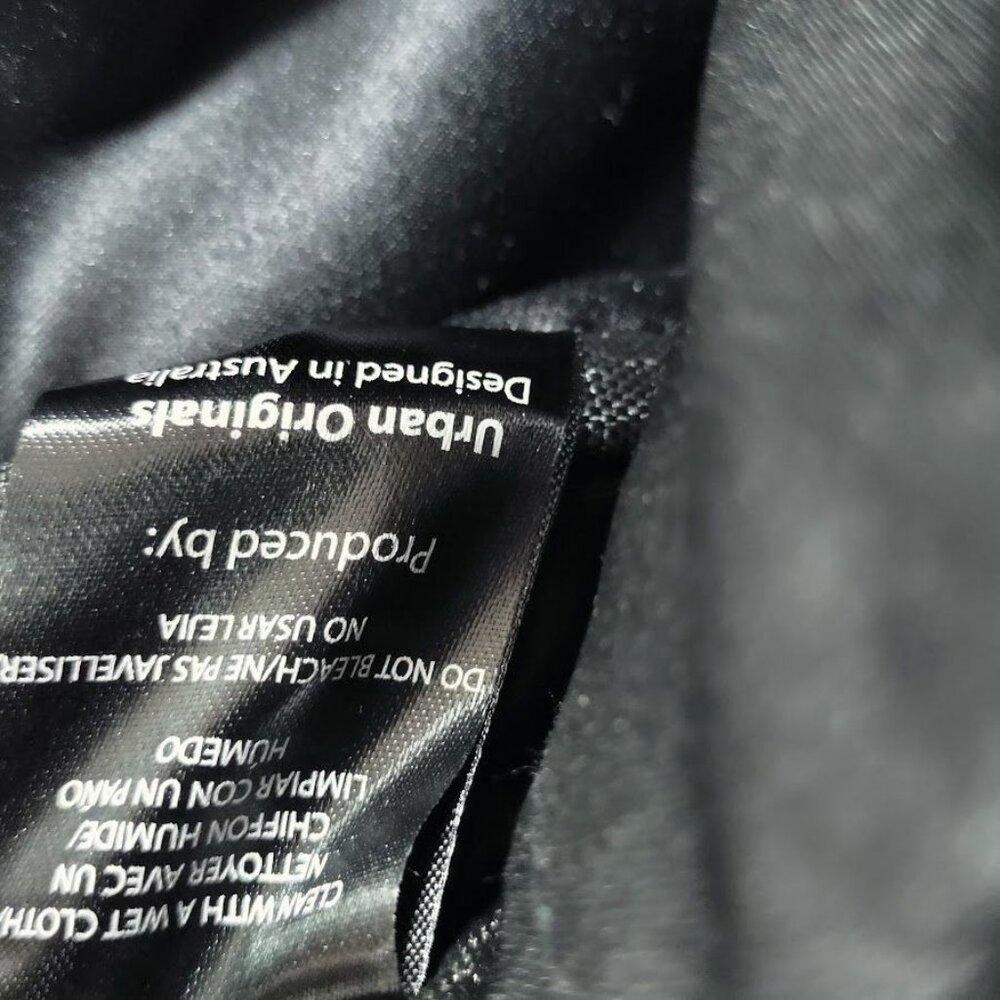 CLEAN WITH A WET CLOTH/
NETTOYER AVEC UN
CHIFFON HUMIDE/
LIMPIAR CON UN PAÑO
HÚMEDO
DO NOT BLEACH/NE PAS JAVELLISER
NO USAR LEJIA
Produced by:
Urban Originals
Designed in Australia